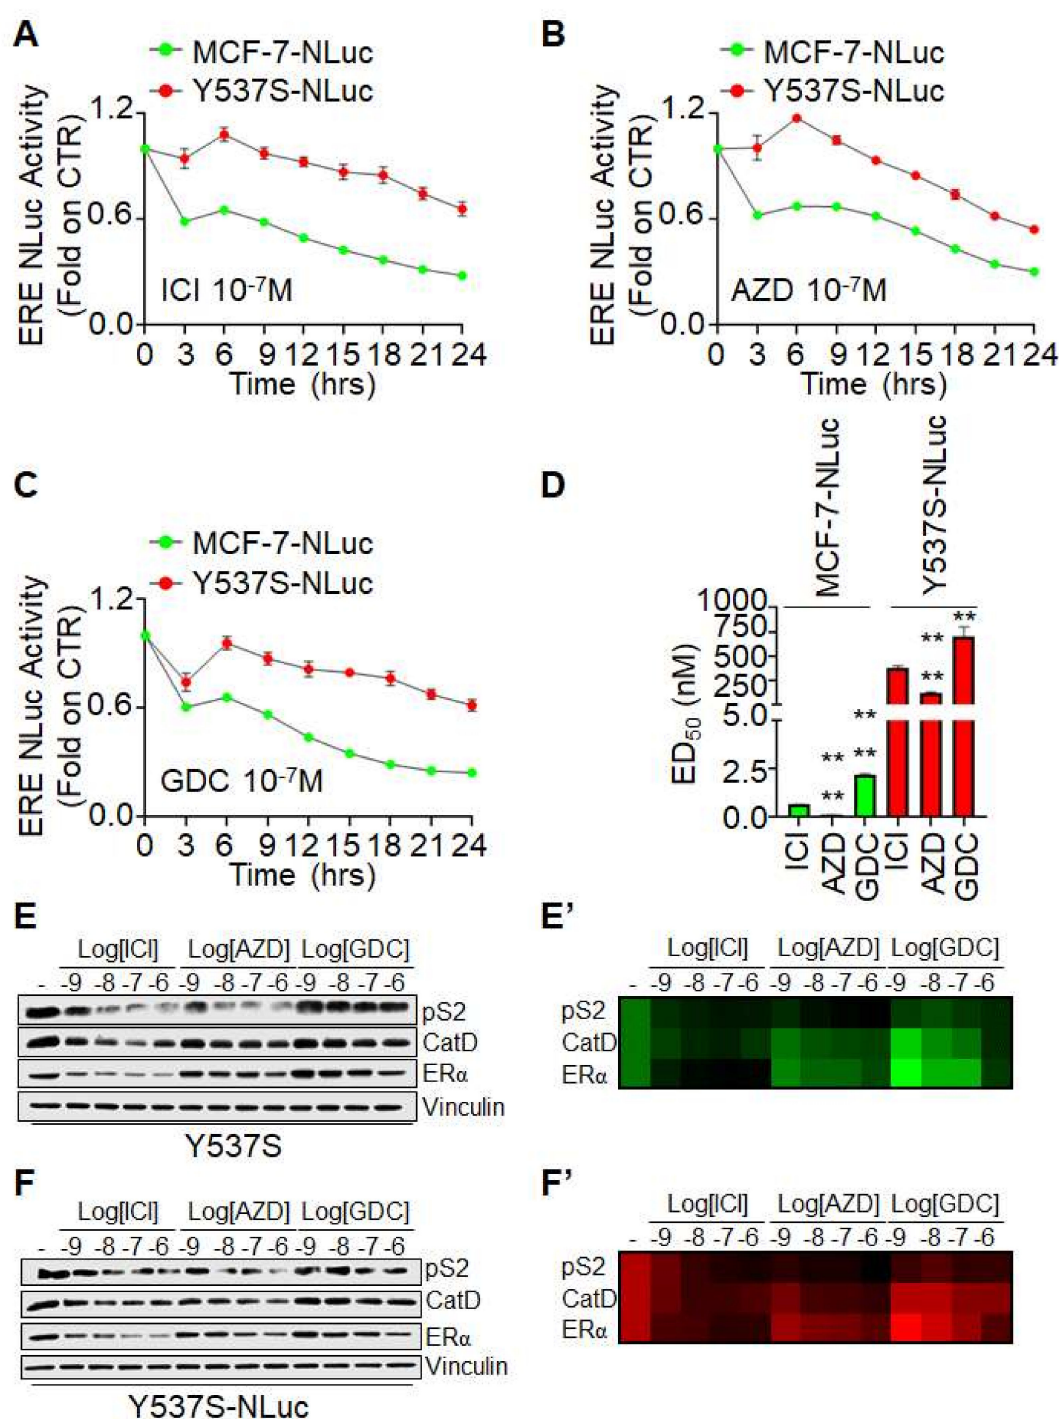 A
MCF-7-NLuc
Y537S-NLuc
ERE NLuc Activity
(Fold on CTR)
1.2
0.6
0.0
ICI 10⁻⁷M
0 3 6 9 12 15 18 21 24
Time (hrs)
B
MCF-7-NLuc
Y537S-NLuc
ERE NLuc Activity
(Fold on CTR)
1.2
0.6
0.0
AZD 10⁻⁷M
0 3 6 9 12 15 18 21 24
Time (hrs)
C
MCF-7-NLuc
Y537S-NLuc
ERE NLuc Activity
(Fold on CTR)
1.2
0.6
0.0
GDC 10⁻⁷M
0 3 6 9 12 15 18 21 24
Time (hrs)
D
MCF-7-NLuc
Y537S-NLuc
ED₅₀ (nM)
1000
750
500
250
5.0
2.5
0.0
**
**
**
**
**
**
**
ICI AZD GDC ICI AZD GDC
E
Log[ICI] Log[AZD] Log[GDC]
- -9 -8 -7 -6 -9 -8 -7 -6 -9 -8 -7 -6
pS2
CatD
ERα
Vinculin
Y537S
E’
Log[ICI] Log[AZD] Log[GDC]
- -9 -8 -7 -6 -9 -8 -7 -6 -9 -8 -7 -6
pS2
CatD
ERα
F
Log[ICI] Log[AZD] Log[GDC]
- -9 -8 -7 -6 -9 -8 -7 -6 -9 -8 -7 -6
pS2
CatD
ERα
Vinculin
Y537S-NLuc
F’
Log[ICI] Log[AZD] Log[GDC]
- -9 -8 -7 -6 -9 -8 -7 -6 -9 -8 -7 -6
pS2
CatD
ERα